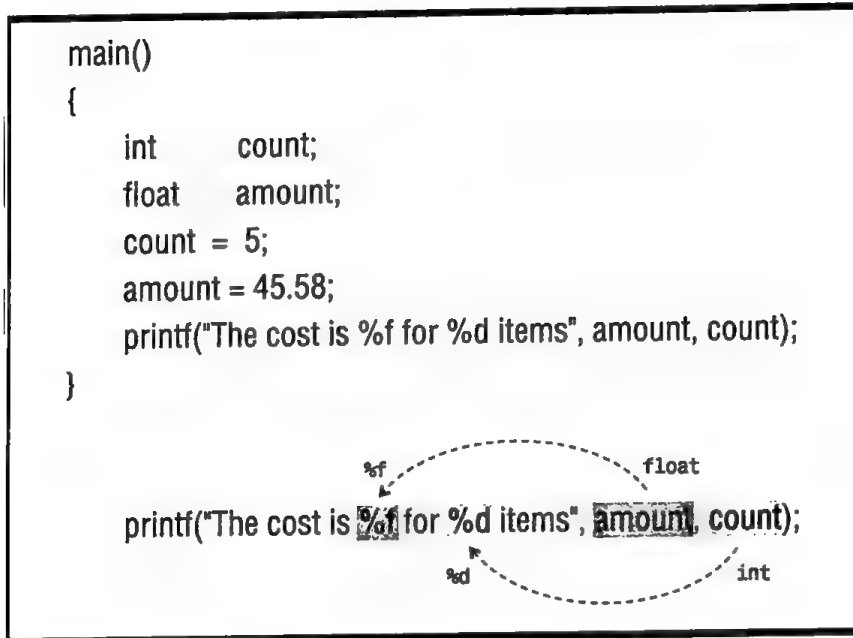 main()
{
int count;
float amount;
count = 5;
amount = 45.58;
printf("The cost is %f for %d items", amount, count);
}
%f float
printf("The cost is %f for %d items", amount, count);
%d int